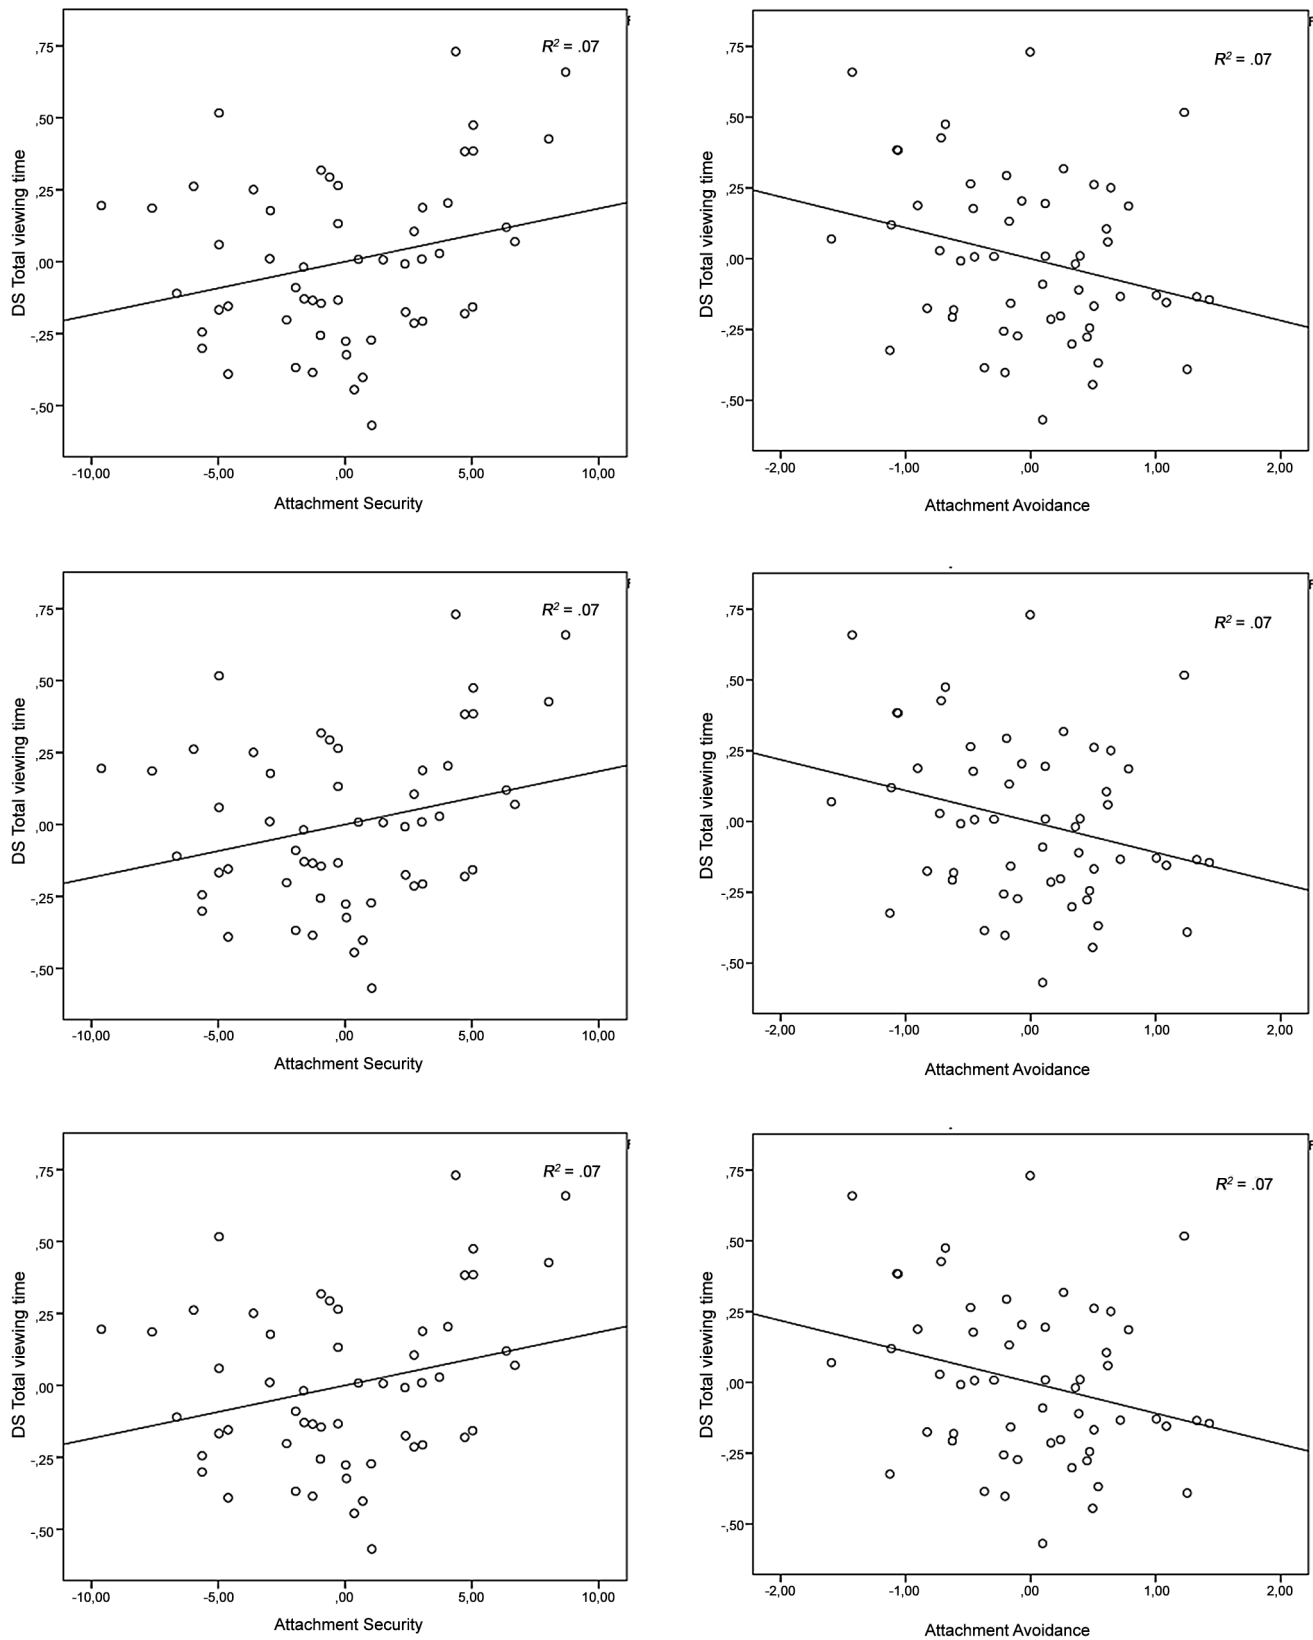 ,75
R² = .07
,50
,25
,00
-,25
-,50
DS Total viewing time
-10,00 -5,00 ,00 5,00 10,00
Attachment Security
,75
R² = .07
,50
,25
,00
-,25
-,50
DS Total viewing time
-2,00 -1,00 ,00 1,00 2,00
Attachment Avoidance
,75
R² = .07
,50
,25
,00
-,25
-,50
DS Total viewing time
-10,00 -5,00 ,00 5,00 10,00
Attachment Security
,75
R² = .07
,50
,25
,00
-,25
-,50
DS Total viewing time
-2,00 -1,00 ,00 1,00 2,00
Attachment Avoidance
,75
R² = .07
,50
,25
,00
-,25
-,50
DS Total viewing time
-10,00 -5,00 ,00 5,00 10,00
Attachment Security
,75
R² = .07
,50
,25
,00
-,25
-,50
DS Total viewing time
-2,00 -1,00 ,00 1,00 2,00
Attachment Avoidance